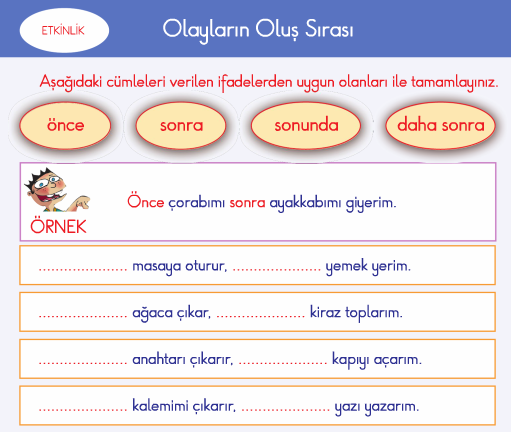 ETKİNLİK
Olayların Oluş Sırası
Aşağıdaki cümleleri verilen ifadelerden uygun olanları ile tamamlayınız.
önce sonra sonunda daha sonra
ÖRNEK
Önce çorabımı sonra ayakkabımı giyerim.
..................... masaya oturur, ..................... yemek yerim.
..................... ağaca çıkar, ..................... kiraz toplarım.
..................... anahtarı çıkarır, ..................... kapıyı açarım.
..................... kalemimi çıkarır, ..................... yazı yazarım.